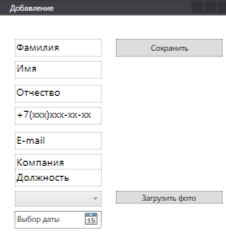 Добавление
Фамилия
Сохранить
Имя
Отчество
+7(xxx)xxx-xx-xx
E-mail
Компания
Должность
Загрузить фото
Выбор даты
15